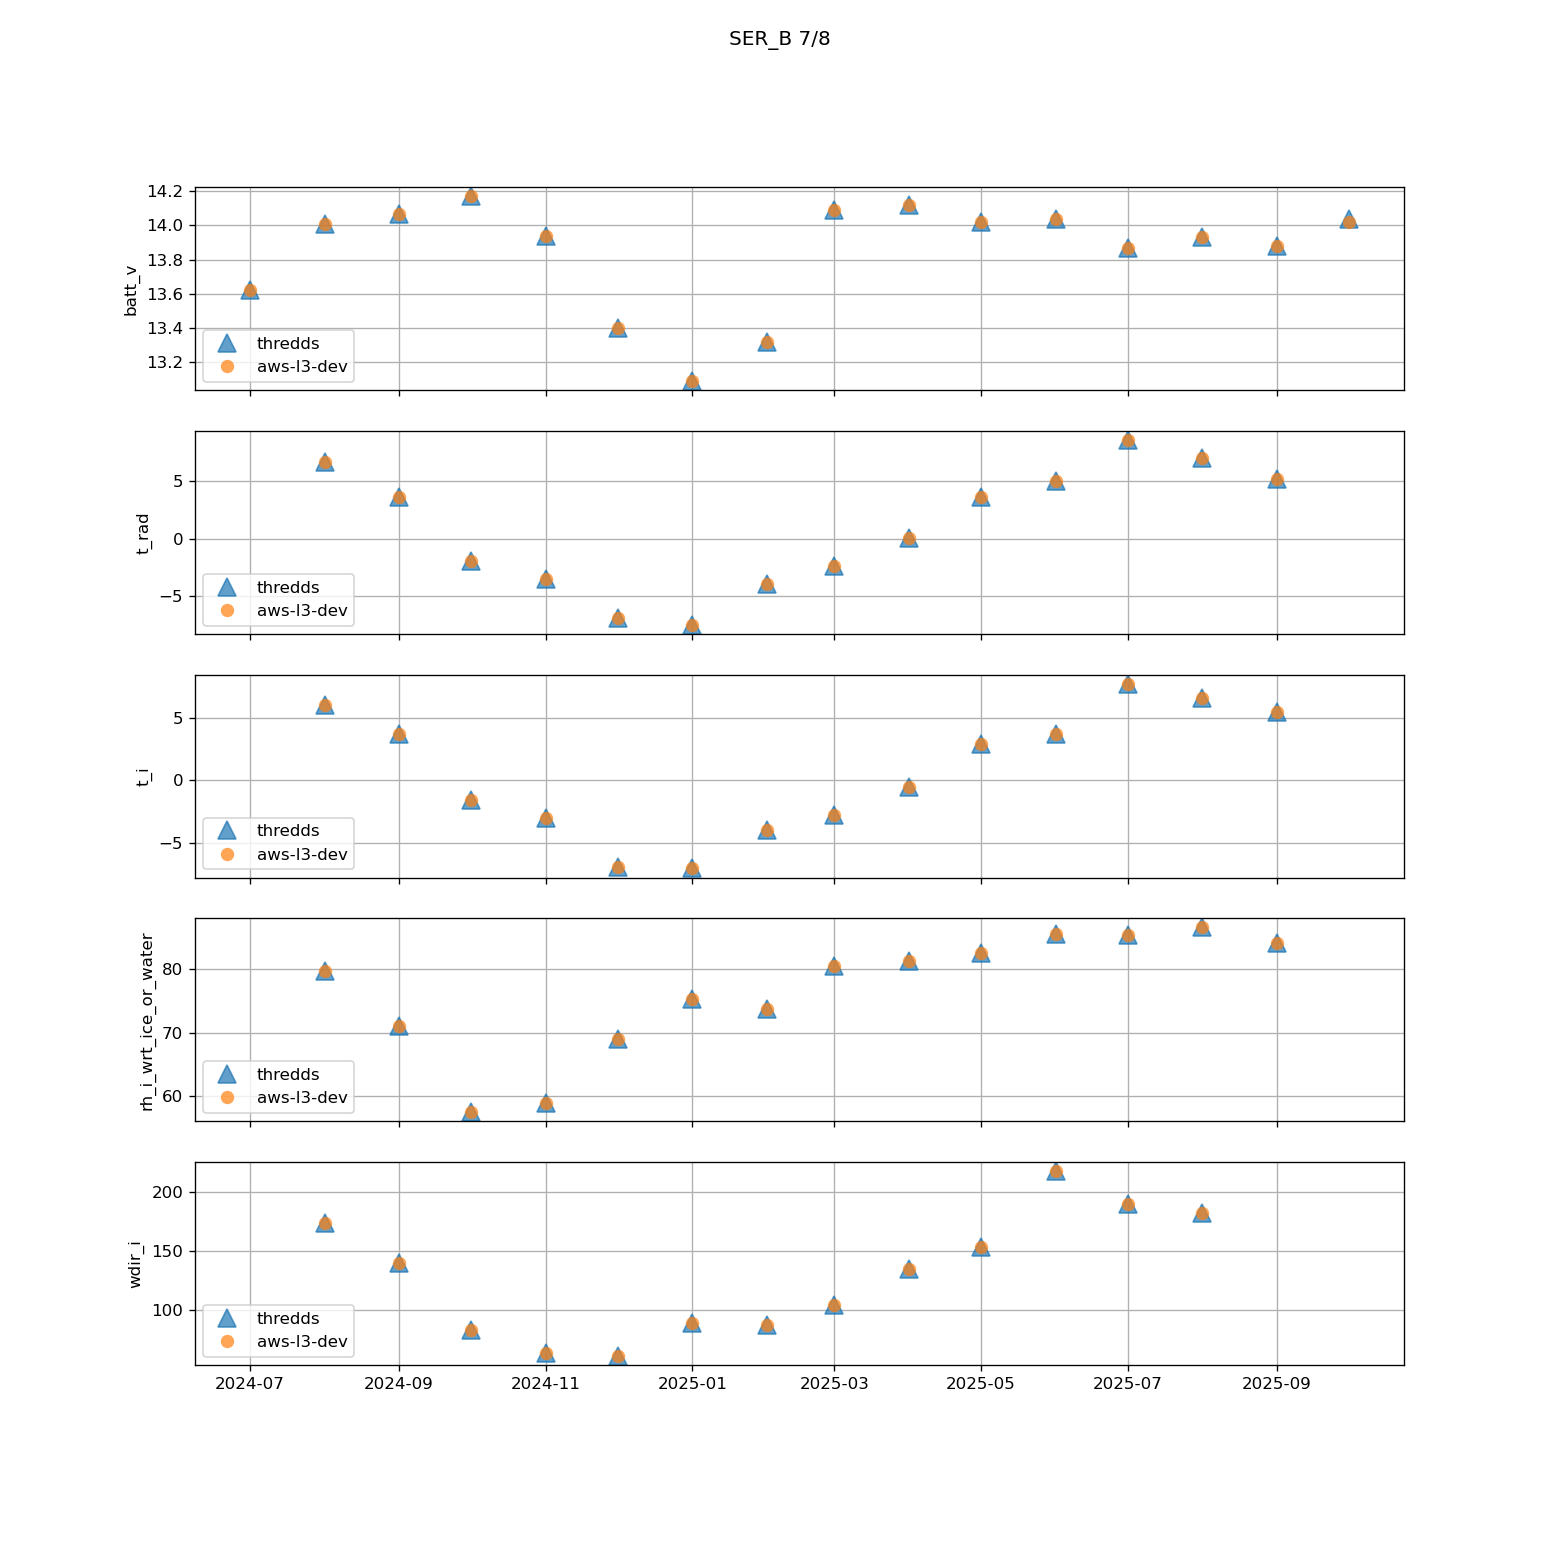 SER_B 7/8
14.2
14.0
13.8
13.6
13.4
13.2
batt_v
thredds
aws-l3-dev
5
0
−5
t_rad
thredds
aws-l3-dev
5
0
−5
t_i
thredds
aws-l3-dev
80
70
60
rh_i_wrt_ice_or_water
thredds
aws-l3-dev
200
150
100
wdir_i
thredds
aws-l3-dev
2024-07 2024-09 2024-11 2025-01 2025-03 2025-05 2025-07 2025-09